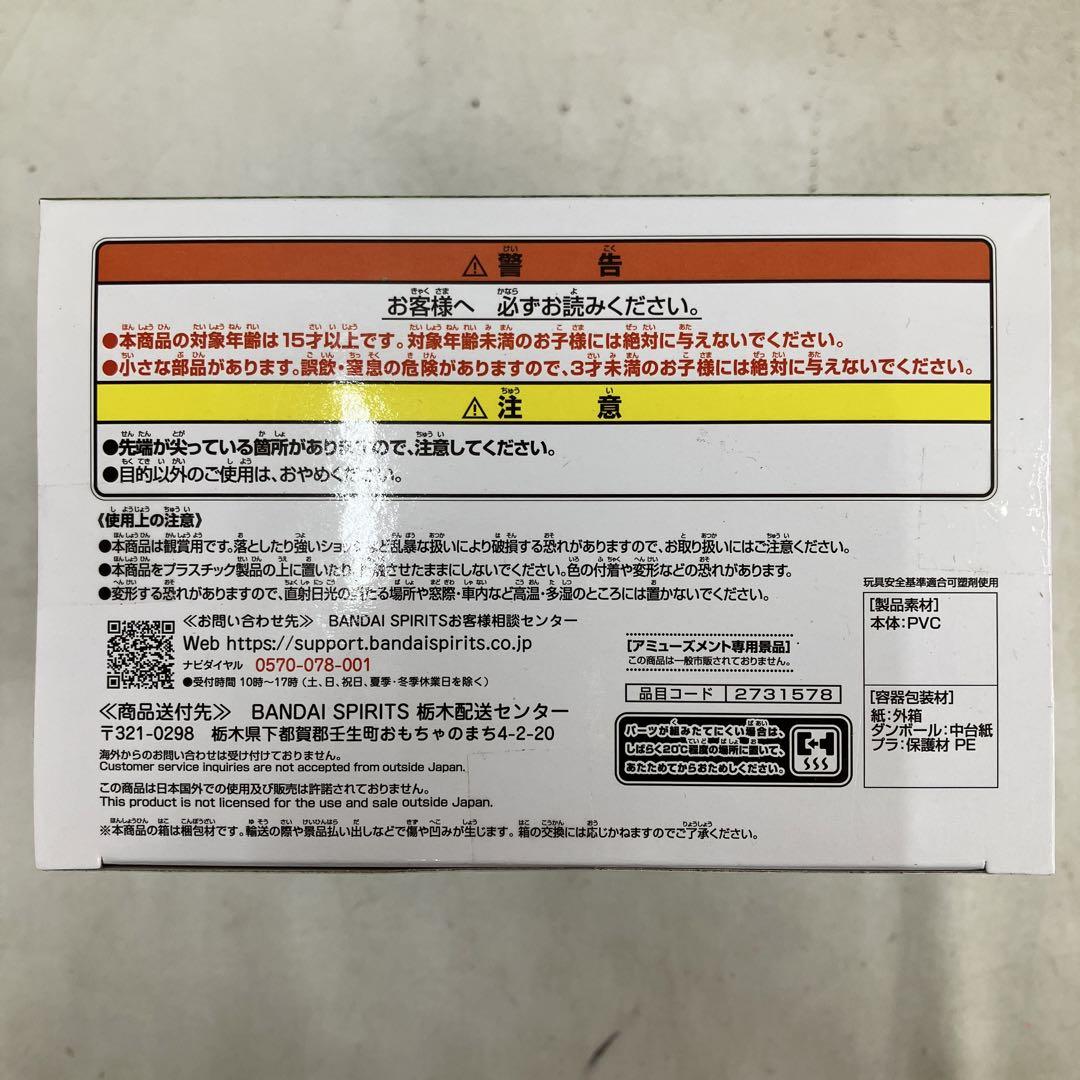 ⚠警告
お客様へ 必ずお読みください。
●本商品の対象年齢は15才以上です。対象年齢未満のお子様には絶対に与えないでください。
●小さな部品があります。誤飲・窒息の危険がありますので、3才未満のお子様には絶対に与えないでください。
⚠注意
●先端が尖っている箇所がありますので、注意してください。
●目的以外のご使用は、おやめください。
《使用上の注意》
●本商品は観賞用です。落としたり強いショックなど乱暴な扱いにより破損する恐れがありますので、お取り扱いにはご注意ください。
●本商品をプラスチック製品の上に置いたり、接触させたままにしないでください。色の付着や変形などの恐れがあります。
●変形する恐れがありますので、直射日光の当たる場所や窓際・車内など高温・多湿のところには置かないでください。
≪お問い合わせ先≫ BANDAI SPIRITSお客様相談センター
Web https://support.bandaispirits.co.jp
ナビダイヤル 0570-078-001
●受付時間 10時～17時（土、日、祝日、夏季・冬季休業日を除く）
≪商品送付先≫ BANDAI SPIRITS 栃木配送センター
〒321-0298 栃木県下都賀郡壬生町おもちゃのまち4-2-20
海外からのお問い合わせは受け付けておりません。
Customer service inquiries are not accepted from outside Japan.
この商品は日本国外での使用及び販売は許諾されておりません。
This product is not licensed for the use and sale outside Japan.
※本商品の箱は梱包材です。輸送の際や景品払い出しなどで傷や凹みが生じます。箱の交換には応じかねますのでご了承ください。
[アミューズメント専用景品]
この商品は一般市販されておりません。
品目コード 2731578
パーツが組みたてにくい場合は、
しばらく20℃程度の場所に置いて、
あたためてからおためしください。
玩具安全基準適合可塑剤使用
[製品素材]
本体:PVC
[容器包装材]
紙:外箱
ダンボール:中台紙
プラ:保護材 PE